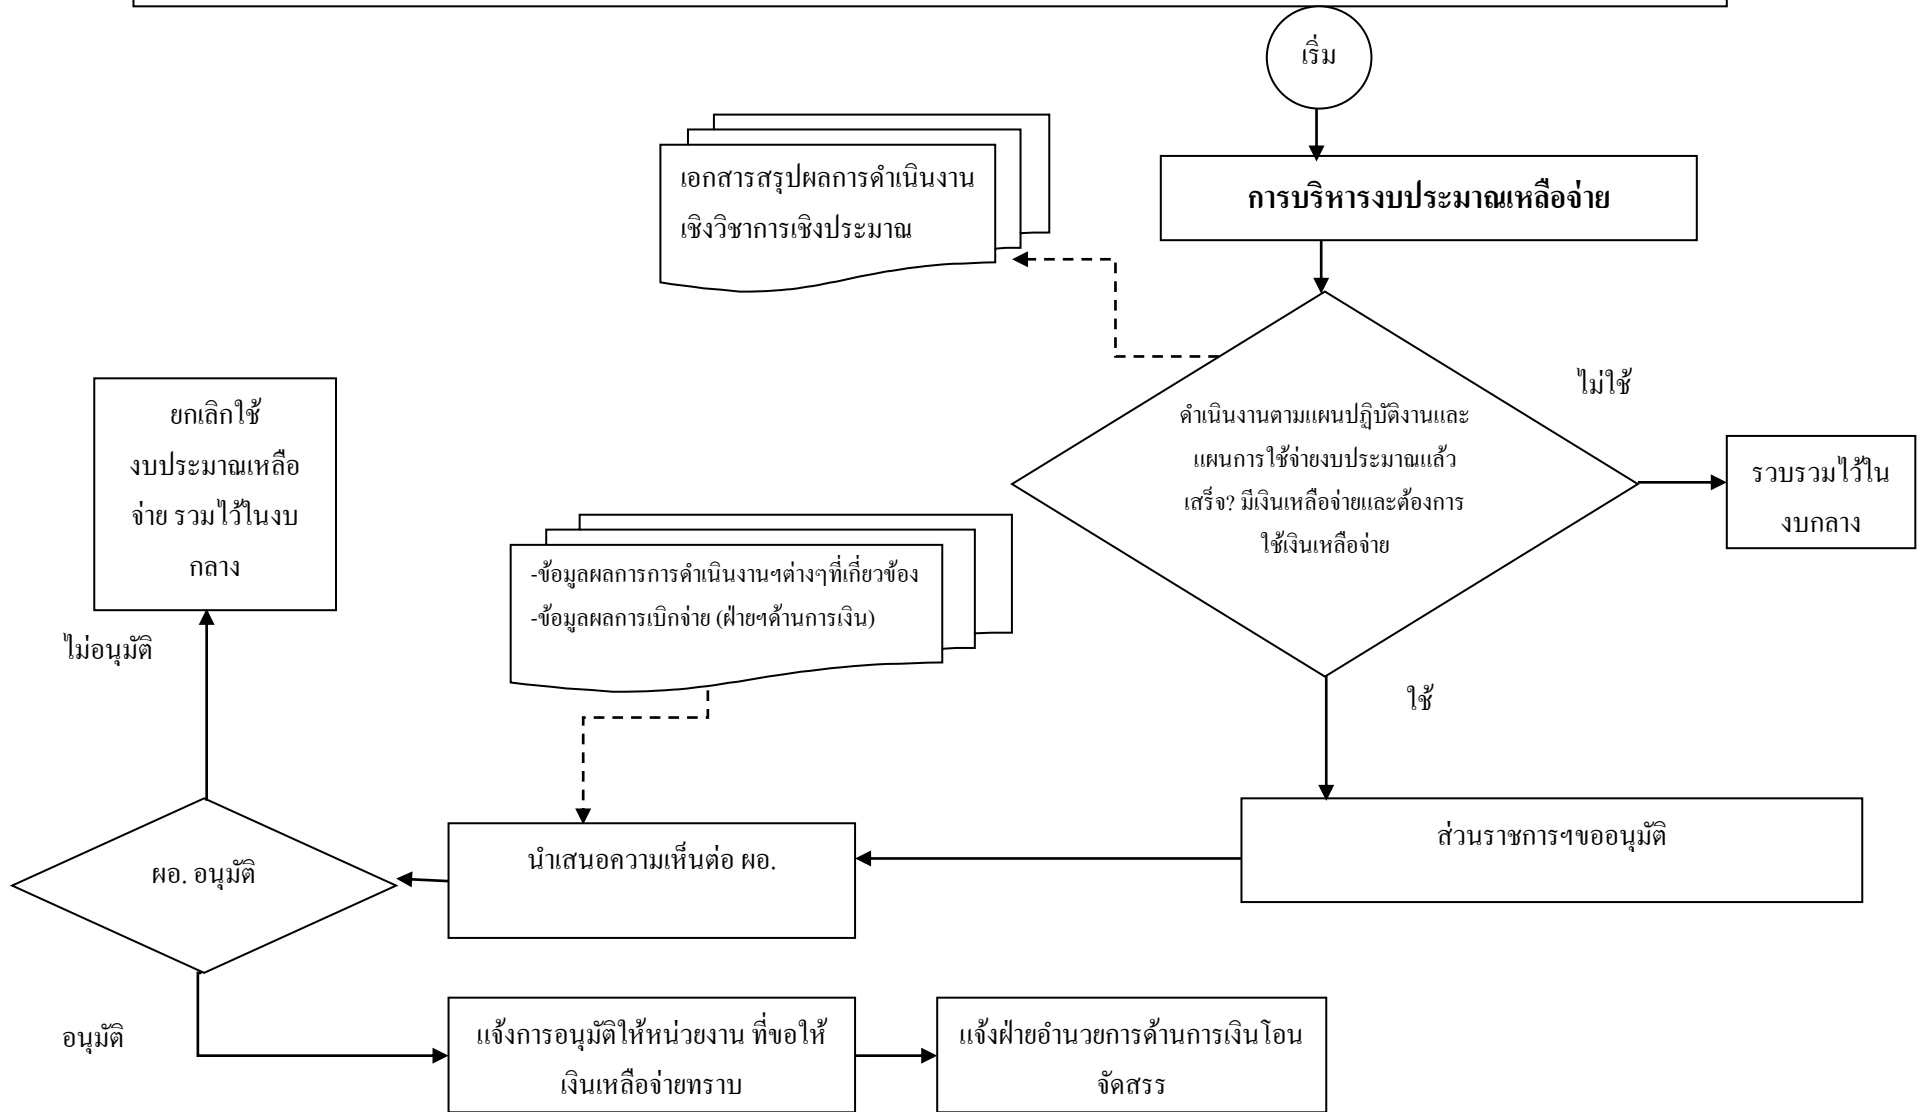 เริ่ม
การบริหารงบประมาณเหลือจ่าย
เอกสารสรุปผลการดำเนินงาน
เชิงวิชาการเชิงประมาณ
ดำเนินงานตามแผนปฏิบัติงานและ
แผนการใช้จ่ายงบประมาณแล้ว
เสร็จ? มีเงินเหลือจ่ายและต้องการ
ใช้เงินเหลือจ่าย
ไม่ใช้
รวบรวมไว้ใน
งบกลาง
ใช้
ส่วนราชการฯขออนุมัติ
-ข้อมูลผลการการดำเนินงานฯต่างๆที่เกี่ยวข้อง
-ข้อมูลผลการเบิกจ่าย (ฝ่ายฯด้านการเงิน)
นำเสนอความเห็นต่อ ผอ.
ผอ. อนุมัติ
ไม่อนุมัติ
ยกเลิกใช้
งบประมาณเหลือ
จ่าย รวมไว้ในงบ
กลาง
อนุมัติ
แจ้งการอนุมัติให้หน่วยงาน ที่ขอให้
เงินเหลือจ่ายทราบ
แจ้งฝ่ายอำนวยการด้านการเงินโอน
จัดสรร